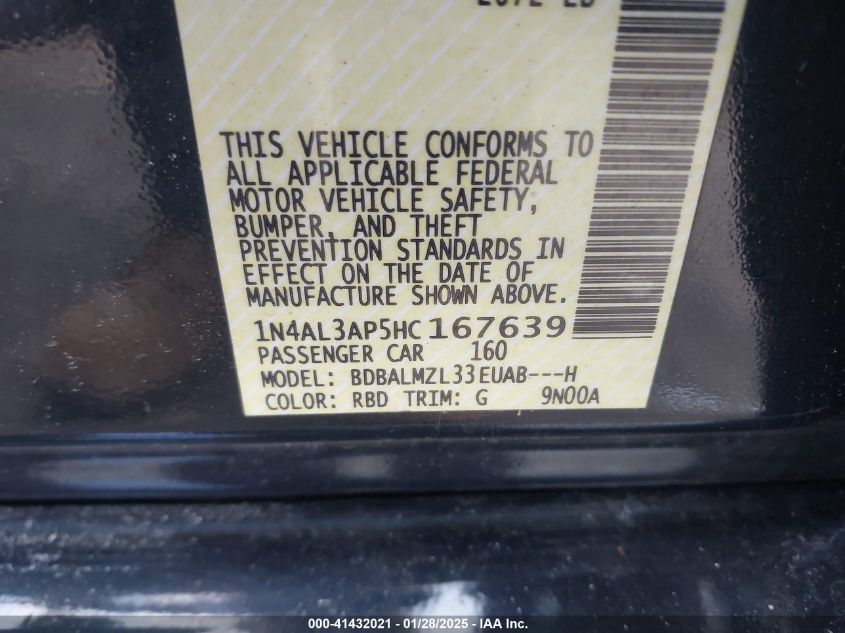 THIS VEHICLE CONFORMS TO
ALL APPLICABLE FEDERAL
MOTOR VEHICLE SAFETY,
BUMPER, AND THEFT
PREVENTION STANDARDS IN
EFFECT ON THE DATE OF
MANUFACTURE SHOWN ABOVE.
1N4AL3AP5HC167639
PASSENGER CAR 160
MODEL: BDBALMZL33EUAB---H
COLOR: RBD TRIM: G 9N00A
000-41432021 | 01/28/2025 - IAA Inc.